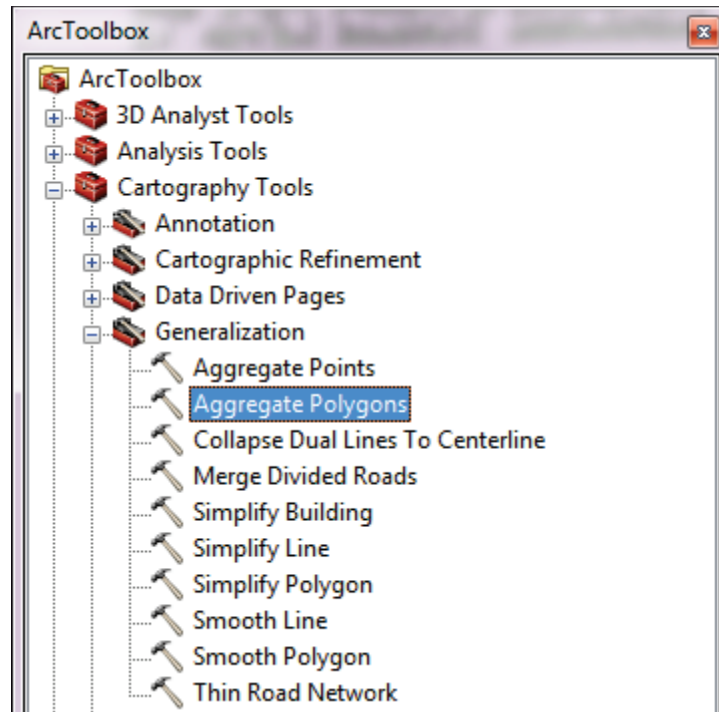 ArcToolbox
ArcToolbox
3D Analyst Tools
Analysis Tools
Cartography Tools
Annotation
Cartographic Refinement
Data Driven Pages
Generalization
Aggregate Points
Aggregate Polygons
Collapse Dual Lines To Centerline
Merge Divided Roads
Simplify Building
Simplify Line
Simplify Polygon
Smooth Line
Smooth Polygon
Thin Road Network